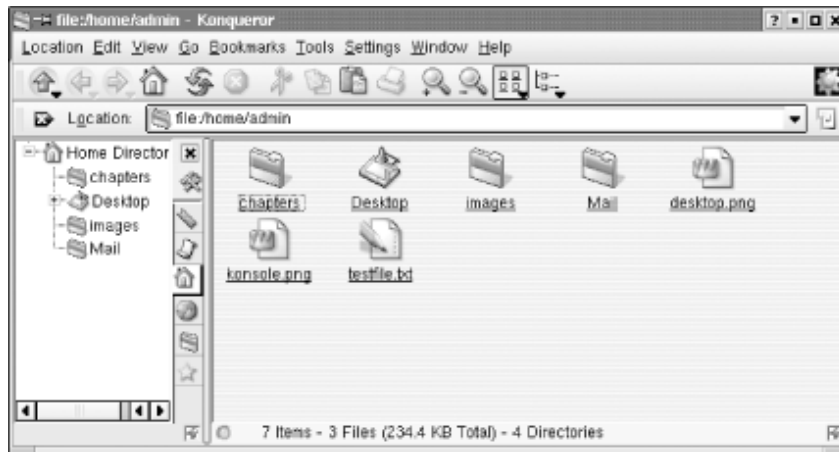 file:/home/admin - Konqueror
Location Edit View Go Bookmarks Tools Settings Window Help
Location: file:/home/admin
Home Director
chapters
Desktop
images
Mail
chapters Desktop images Mail desktop.png
konsole.png testfile.txt
7 Items - 3 Files (234.4 KB Total) - 4 Directories